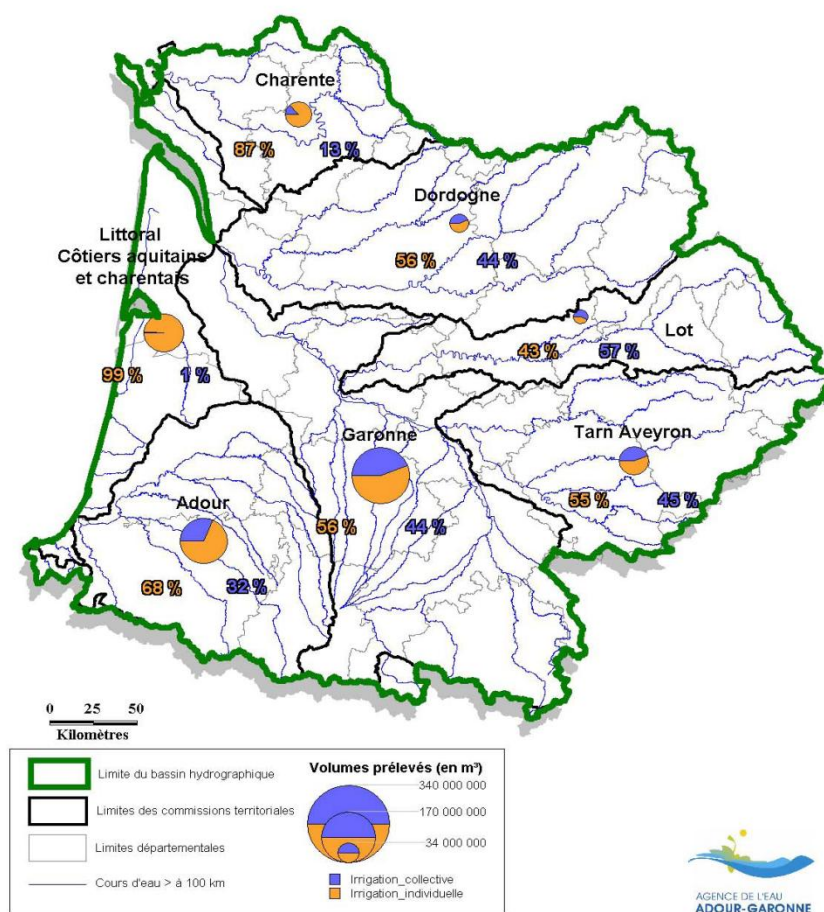 Charente
87 %
13 %
Dordogne
56 %
44 %
Littoral
Côtiers aquitains
et charentais
99 %
1 %
Lot
43 %
57 %
Garonne
56 %
44 %
Tarn Aveyron
55 %
45 %
Adour
68 %
32 %
0 25 50
Kilomètres
Limite du bassin hydrographique
Limites des commissions territoriales
Limites départementales
Cours d'eau > à 100 km
Volumes prélevés (en m³)
340 000 000
170 000 000
34 000 000
Irrigation_collective
Irrigation_individuelle
AGENCE DE L'EAU
ADOUR-GARONNE